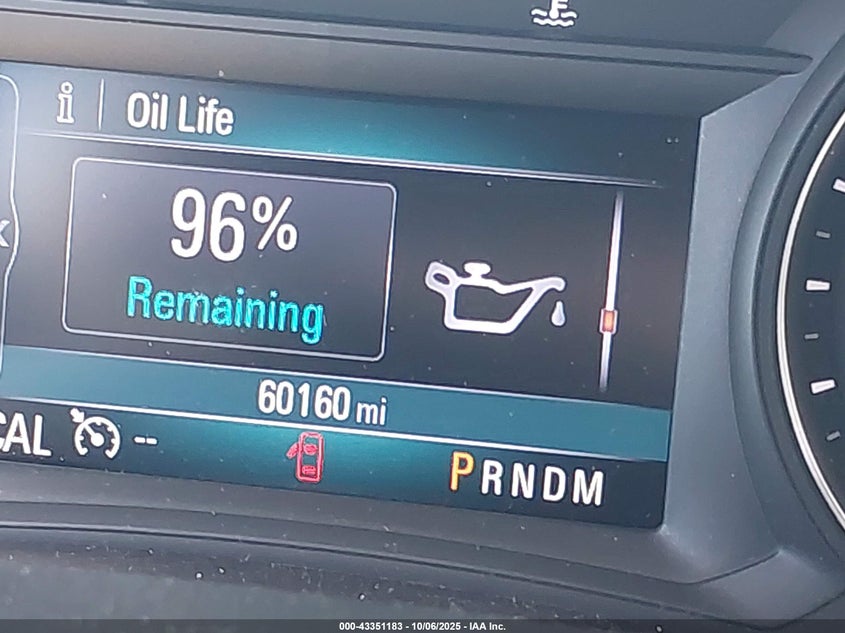 Oil Life
96%
Remaining
60160 mi
CAL --
PRNDM
000-43351183 - 10/06/2025 - IAA Inc.